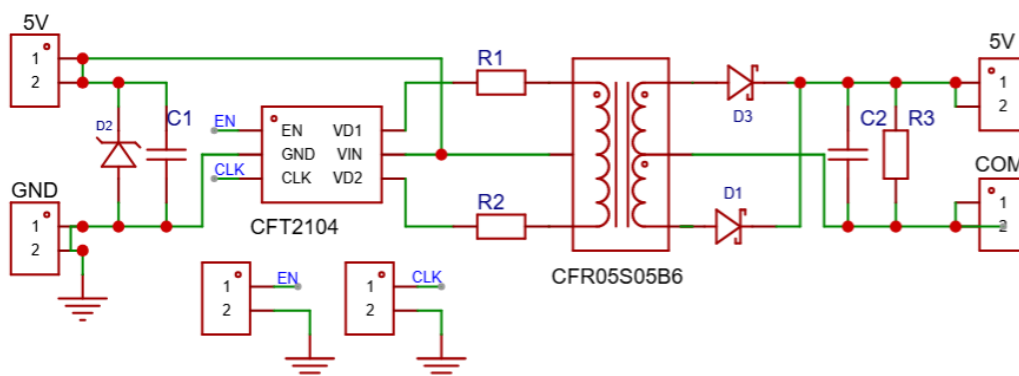 5V
1
2
GND
1
2
D2
C1
EN
CLK
EN
GND
CLK
VD1
VIN
VD2
CFT2104
R1
R2
CFR05S05B6
D3
D1
C2
R3
5V
1
2
COM
1
2
1
2
EN
1
2
CLK